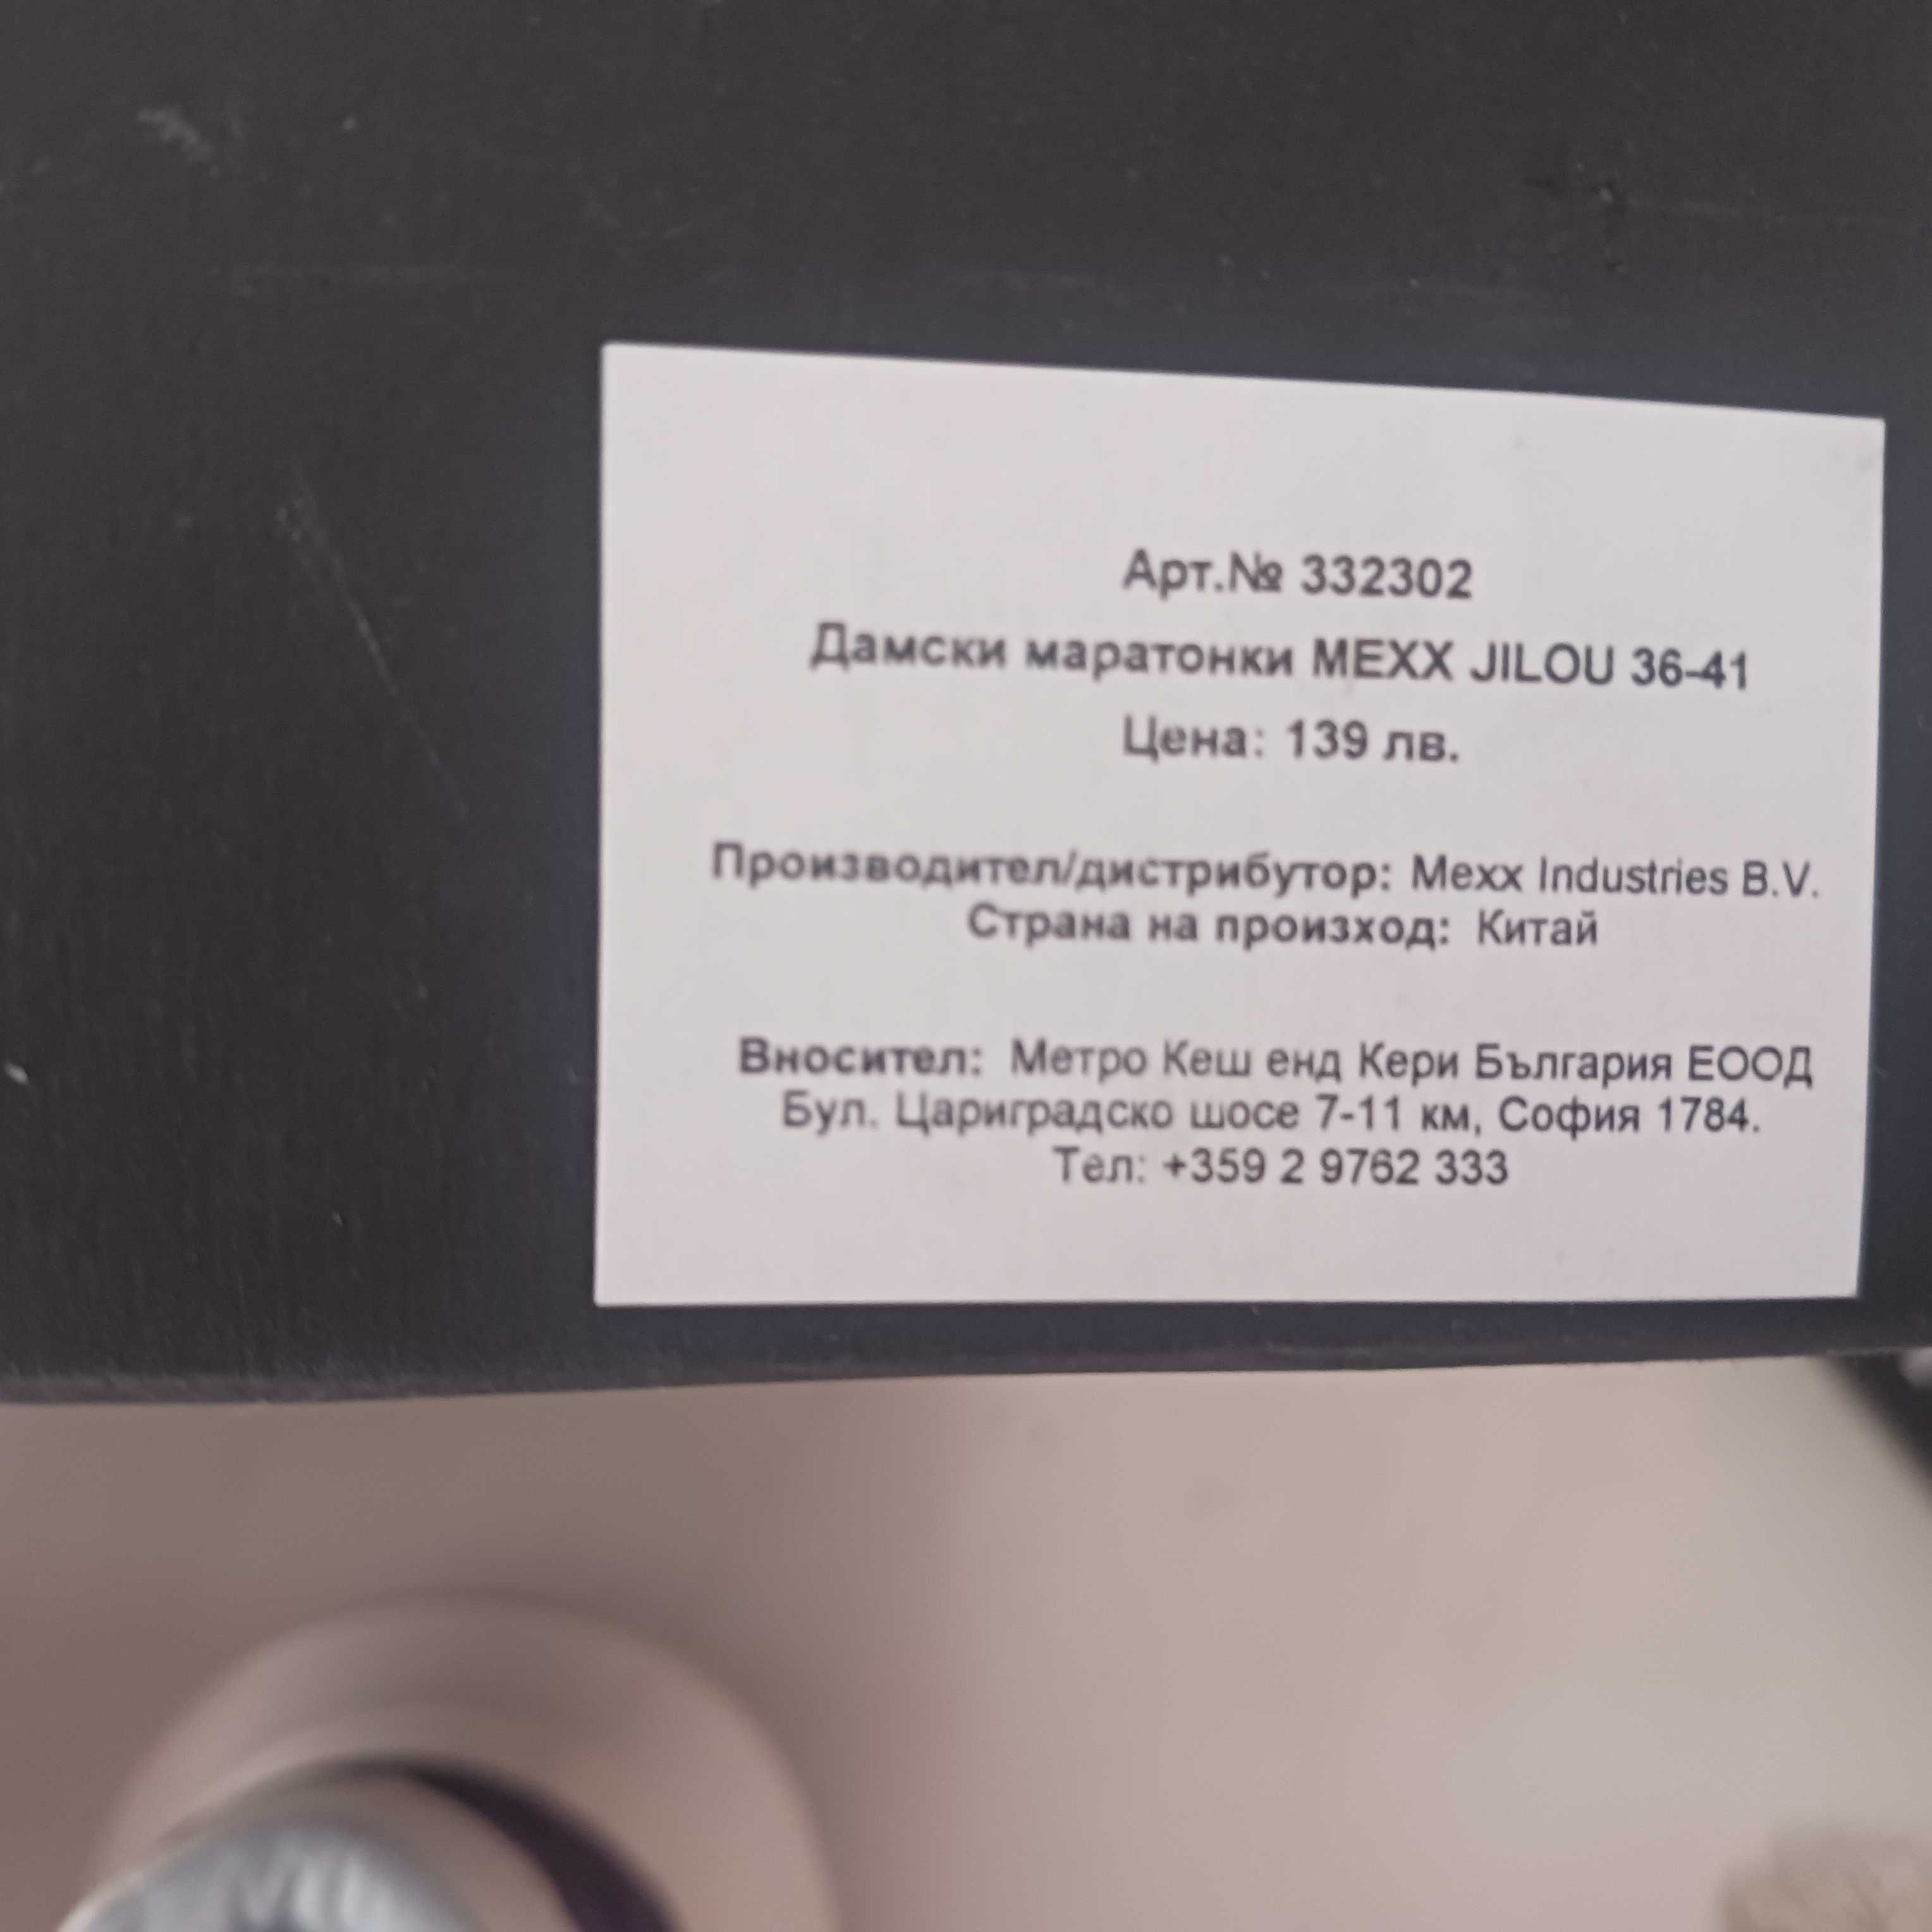 Арт.№ 332302
Дамски маратонки MEXX JILOU 36-41
Цена: 139 лв.
Производител/дистрибутор: Mexx Industries B.V.
Страна на произход: Китай
Вносител: Метро Кеш енд Кери България ЕООД
Бул. Цариградско шосе 7-11 км, София 1784.
Тел: +359 2 9762 333